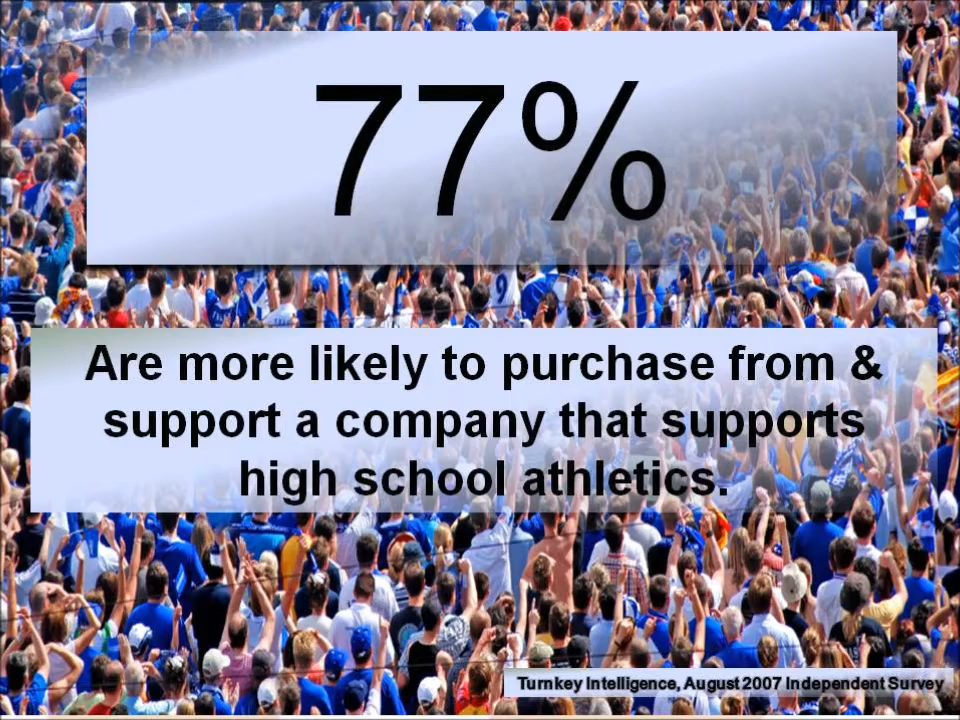 77%
Are more likely to purchase from &
support a company that supports
high school athletics.
9
Turnkey Intelligence, August 2007 Independent Survey